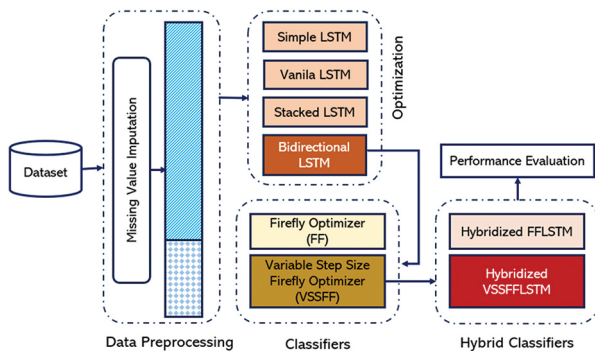 Dataset
Missing Value Imputation
Data Preprocessing
Simple LSTM
Vanila LSTM
Stacked LSTM
Bidirectional
LSTM
Optimization
Firefly Optimizer
(FF)
Variable Step Size
Firefly Optimizer
(VSSFF)
Classifiers
Performance Evaluation
Hybridized FFLSTM
Hybridized
VSSFFLSTM
Hybrid Classifiers